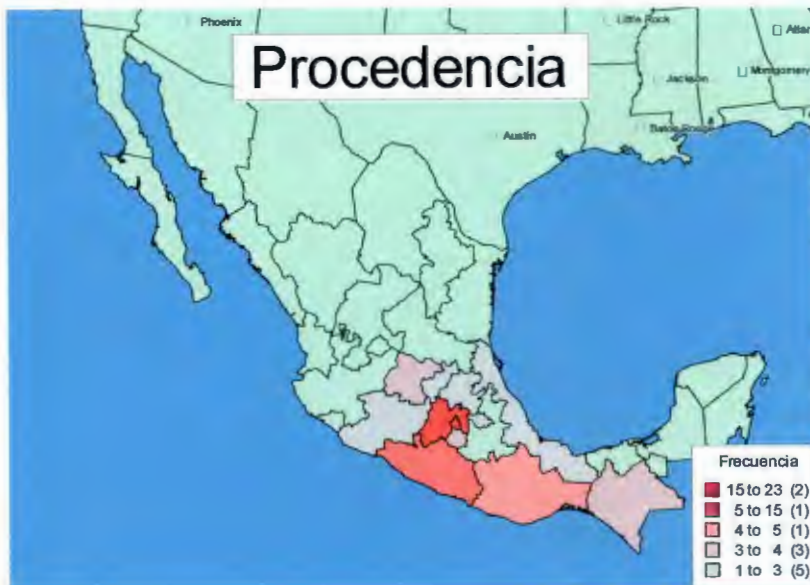 Phoenix
Little Rock
Procedencia
Jackson
Montgomery
Austin
Baton Rouge
Frecuencia
15 to 23 (2)
5 to 15 (1)
4 to 5 (1)
3 to 4 (3)
1 to 3 (5)